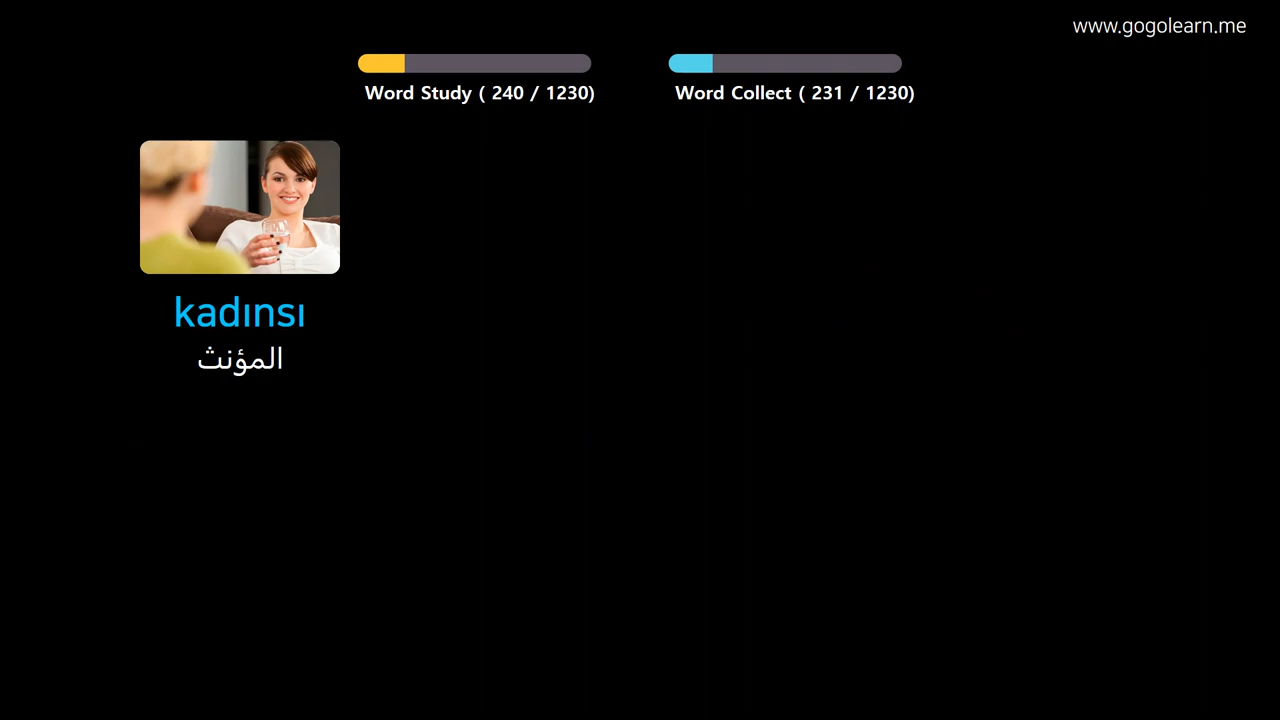 www.gogolearn.me
Word Study ( 240 / 1230)
Word Collect ( 231 / 1230)
kadınsı
المؤنث